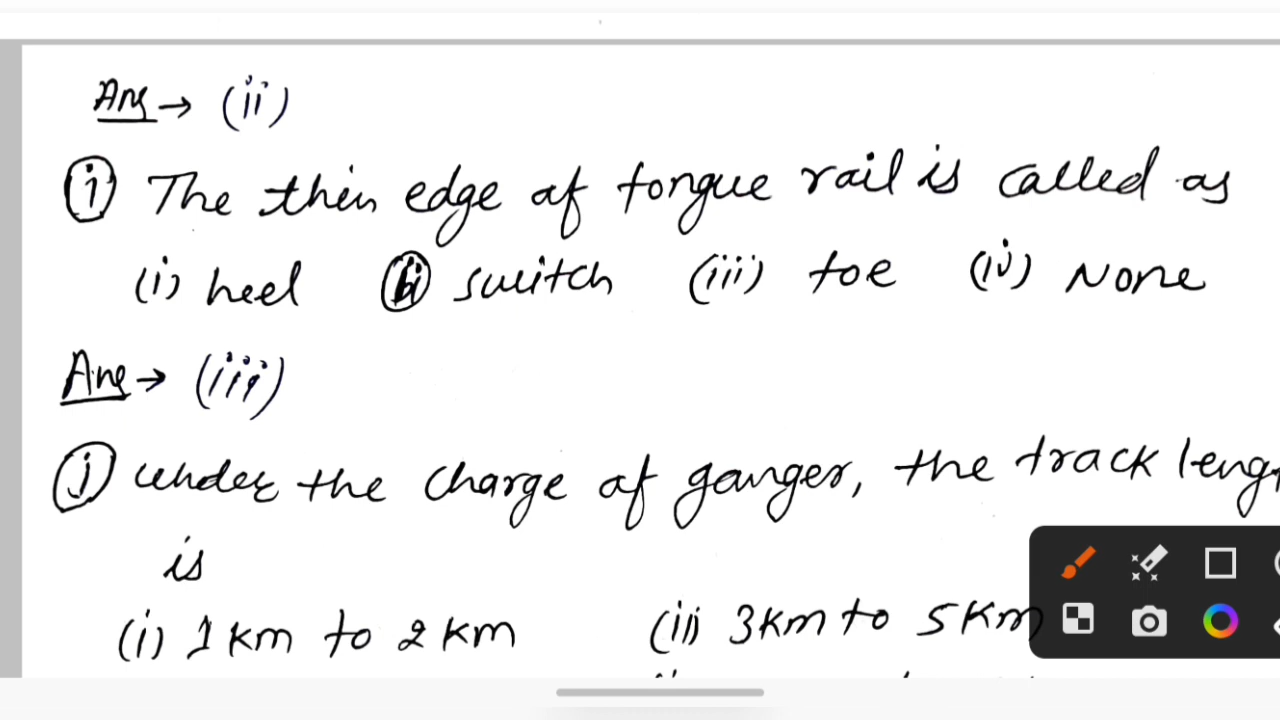 Ans → (ii)
(i) The thin edge of tongue rail is called as
(i) heel (ii) switch (iii) toe (iv) None
Ans → (iii)
(j) under the charge of ganger, the track leng
is
(i) 1 km to 2 km (ii) 3 km to 5 km